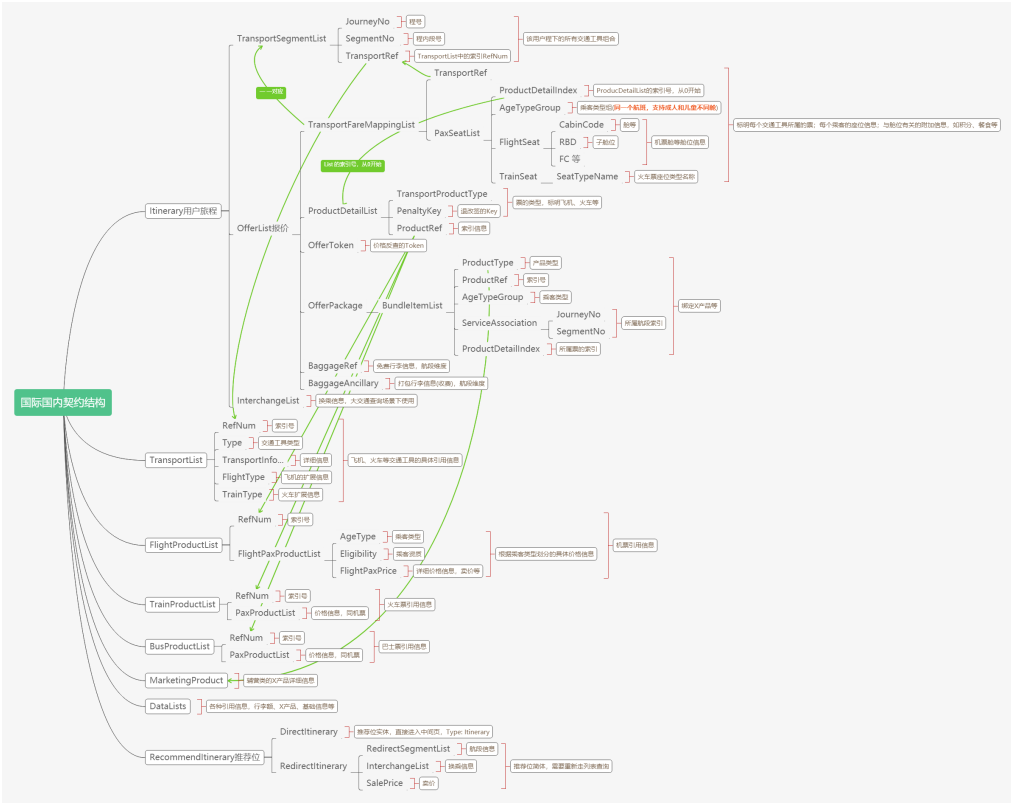 国际国内契约结构
Itinerary用户旅程
TransportSegmentList
JourneyNo
程号
SegmentNo
程内段号
TransportRef
TransportList中的索引RefNum
该用户程下的所有交通工具组合
一一对应
OfferList报价
TransportFareMappingList
TransportRef
PaxSeatList
ProductDetailIndex
ProducDetailList的索引号，从0开始
AgeTypeGroup
乘客类型组(同一个航班，支持成人和儿童不同舱)
FlightSeat
CabinCode
舱等
RBD
子舱位
FC 等
机票舱等舱位信息
TrainSeat
SeatTypeName
火车票座位类型名称
标明每个交通工具所属的票；每个乘客的座位信息；与舱位有关的附加信息，如积分、餐食等
List 的索引号，从0开始
ProductDetailList
TransportProductType
PenaltyKey
退改签的Key
ProductRef
索引信息
票的类型，标明飞机、火车等
OfferToken
价格反查的Token
OfferPackage
BundleItemList
ProductType
产品类型
ProductRef
索引号
AgeTypeGroup
乘客类型
ServiceAssociation
JourneyNo
SegmentNo
所属航段索引
ProductDetailIndex
所属票的索引
绑定X产品等
BaggageRef
免费行李信息，航段维度
BaggageAncillary
打包行李信息(收费)，航段维度
InterchangeList
换乘信息，大交通查询场景下使用
TransportList
RefNum
索引号
Type
交通工具类型
TransportInfo...
详细信息
FlightType
飞机的扩展信息
TrainType
火车扩展信息
飞机、火车等交通工具的具体引用信息
FlightProductList
RefNum
索引号
FlightPaxProductList
AgeType
乘客类型
Eligibility
乘客资质
FlightPaxPrice
详细价格信息，卖价等
根据乘客类型划分的具体价格信息
机票引用信息
TrainProductList
RefNum
索引号
PaxProductList
价格信息，同机票
火车票引用信息
BusProductList
RefNum
索引号
PaxProductList
价格信息，同机票
巴士票引用信息
MarketingProduct
辅营类的X产品详细信息
DataLists
各种引用信息，行李额、X产品、基础信息等
RecommendItinerary推荐位
DirectItinerary
推荐位实体，直接进入中间页，Type: Itinerary
RedirectItinerary
RedirectSegmentList
航段信息
InterchangeList
换乘信息
SalePrice
卖价
推荐位简体，需要重新走列表查询